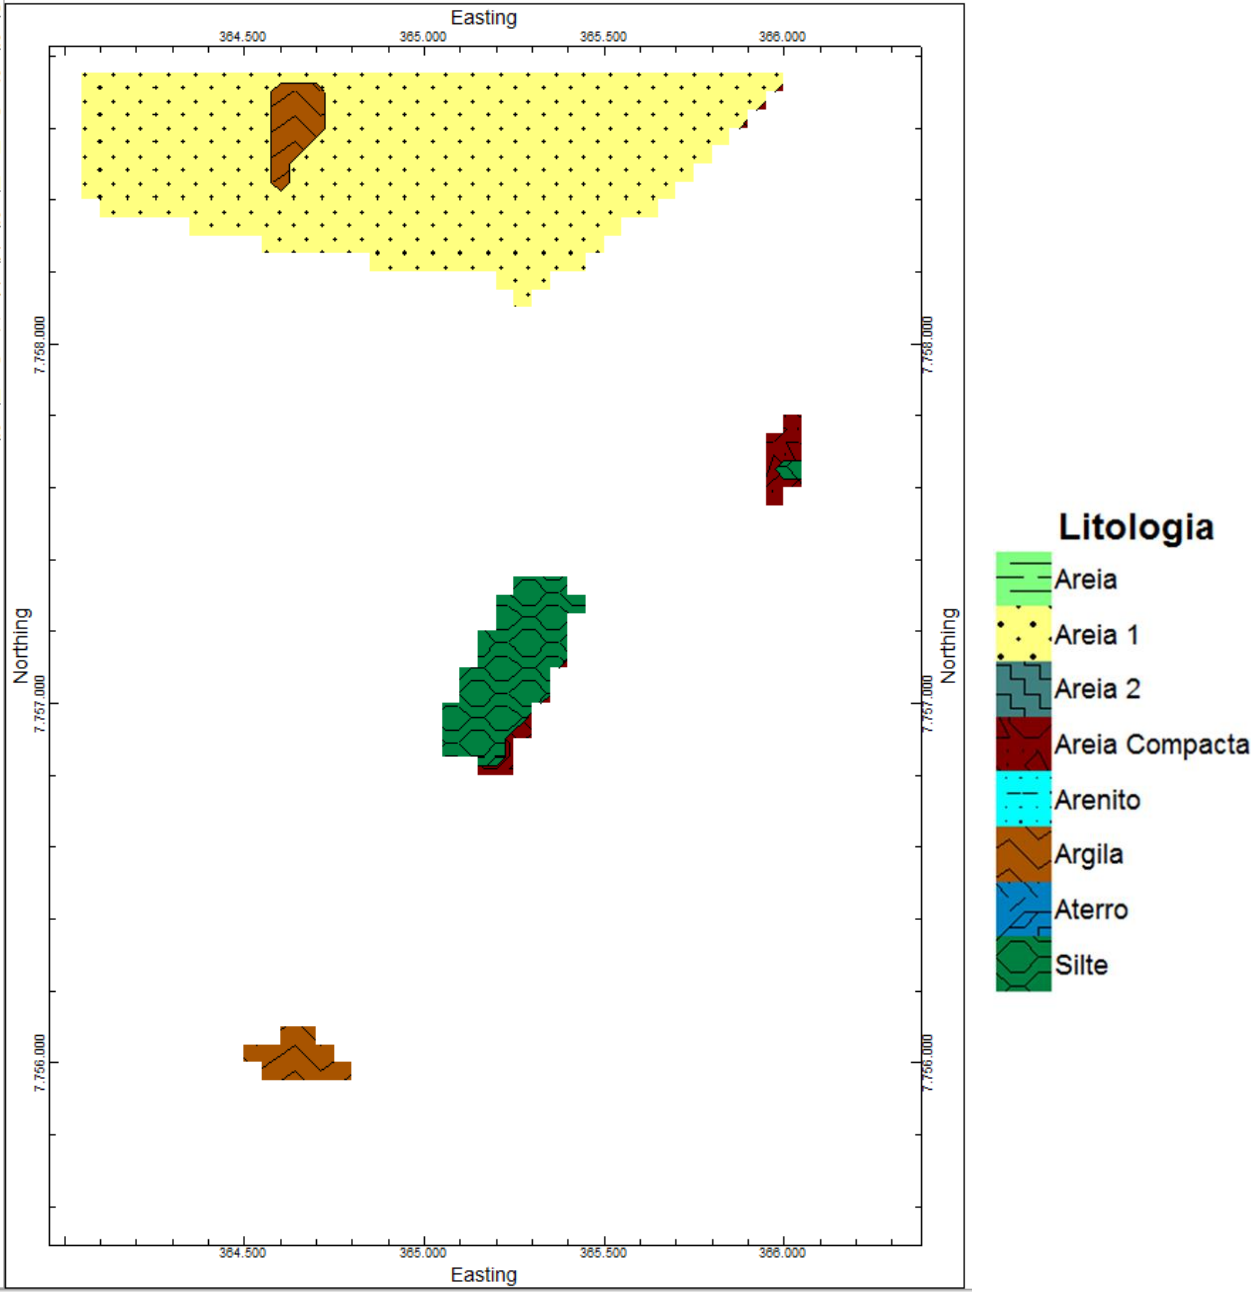 Easting
364.500 365.000 365.500 366.000
7.758.000 7.758.000
Northing Northing
7.757.000 7.757.000
7.756.000 7.756.000
364.500 365.000 365.500 366.000
Easting
Litologia
Areia
Areia 1
Areia 2
Areia Compacta
Arenito
Argila
Aterro
Silte